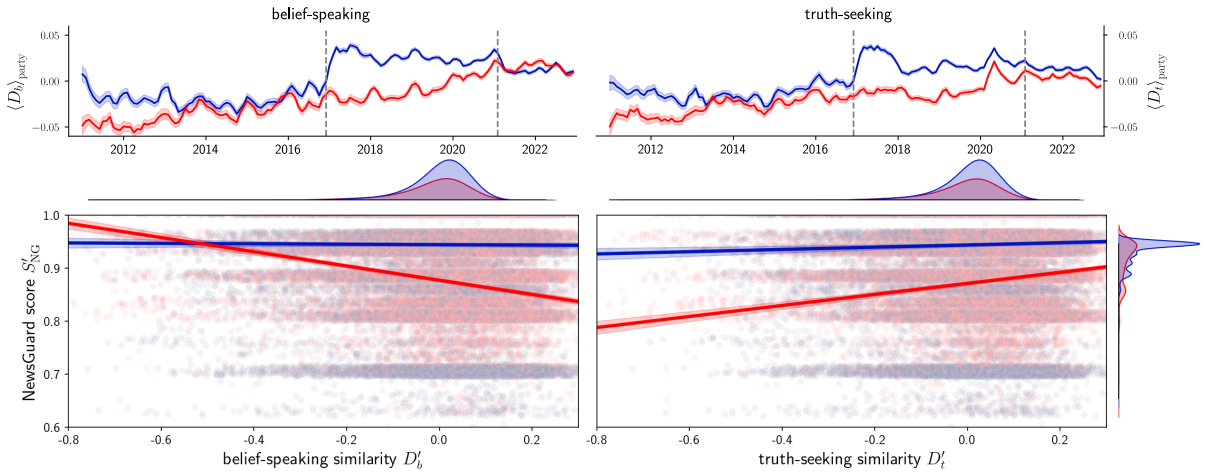 belief-speaking
truth-seeking
⟨D_b⟩_party
0.05
0.00
−0.05
2012 2014 2016 2018 2020 2022
2012 2014 2016 2018 2020 2022
0.05
0.00
−0.05
⟨D_t⟩_party
NewsGuard score S′_NG
1.0
0.9
0.8
0.7
0.6
-0.8 -0.6 -0.4 -0.2 0.0 0.2
-0.8 -0.6 -0.4 -0.2 0.0 0.2
belief-speaking similarity D′_b
truth-seeking similarity D′_t